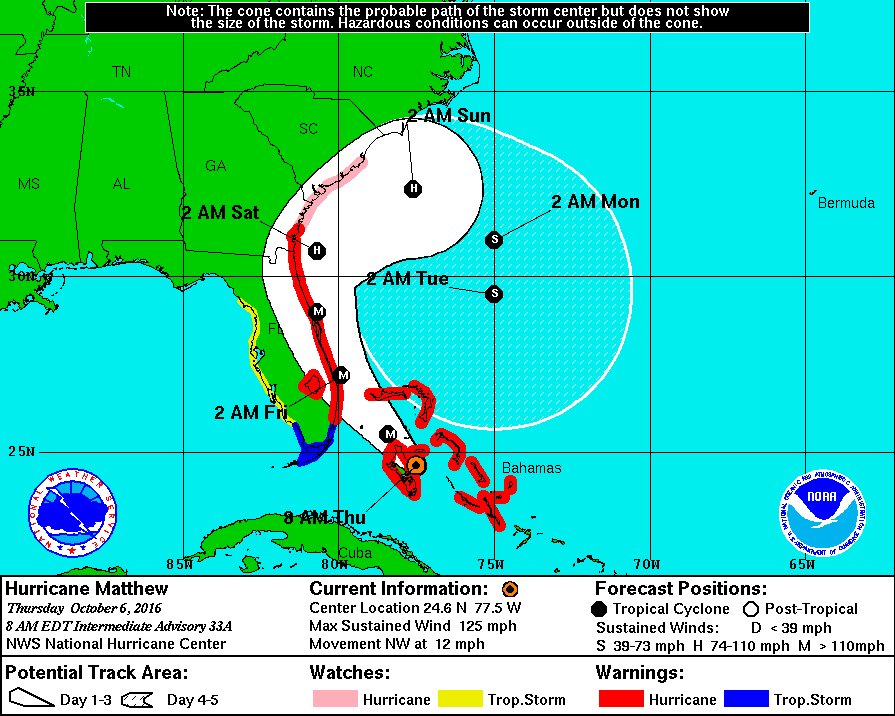 Note: The cone contains the probable path of the storm center but does not show
the size of the storm. Hazardous conditions can occur outside of the cone.
TN
NC
35N
2 AM Sun
SC
GA
MS
AL
2 AM Mon
Bermuda
2 AM Sat
H
S
H
30N
2 AM Tue
S
M
FL
M
2 AM Fri
M
25N
Bahamas
NATIONAL WEATHER SERVICE
NOAA
8 AM Thu
Cuba
85W
80W
75W
70W
65W
Hurricane Matthew
Thursday October 6, 2016
8 AM EDT Intermediate Advisory 33A
NWS National Hurricane Center
Current Information:
Center Location 24.6 N 77.5 W
Max Sustained Wind 125 mph
Movement NW at 12 mph
Forecast Positions:
Tropical Cyclone Post-Tropical
Sustained Winds: D < 39 mph
S 39-73 mph H 74-110 mph M > 110mph
Potential Track Area:
Day 1-3 Day 4-5
Watches:
Hurricane Trop.Storm
Warnings:
Hurricane Trop.Storm